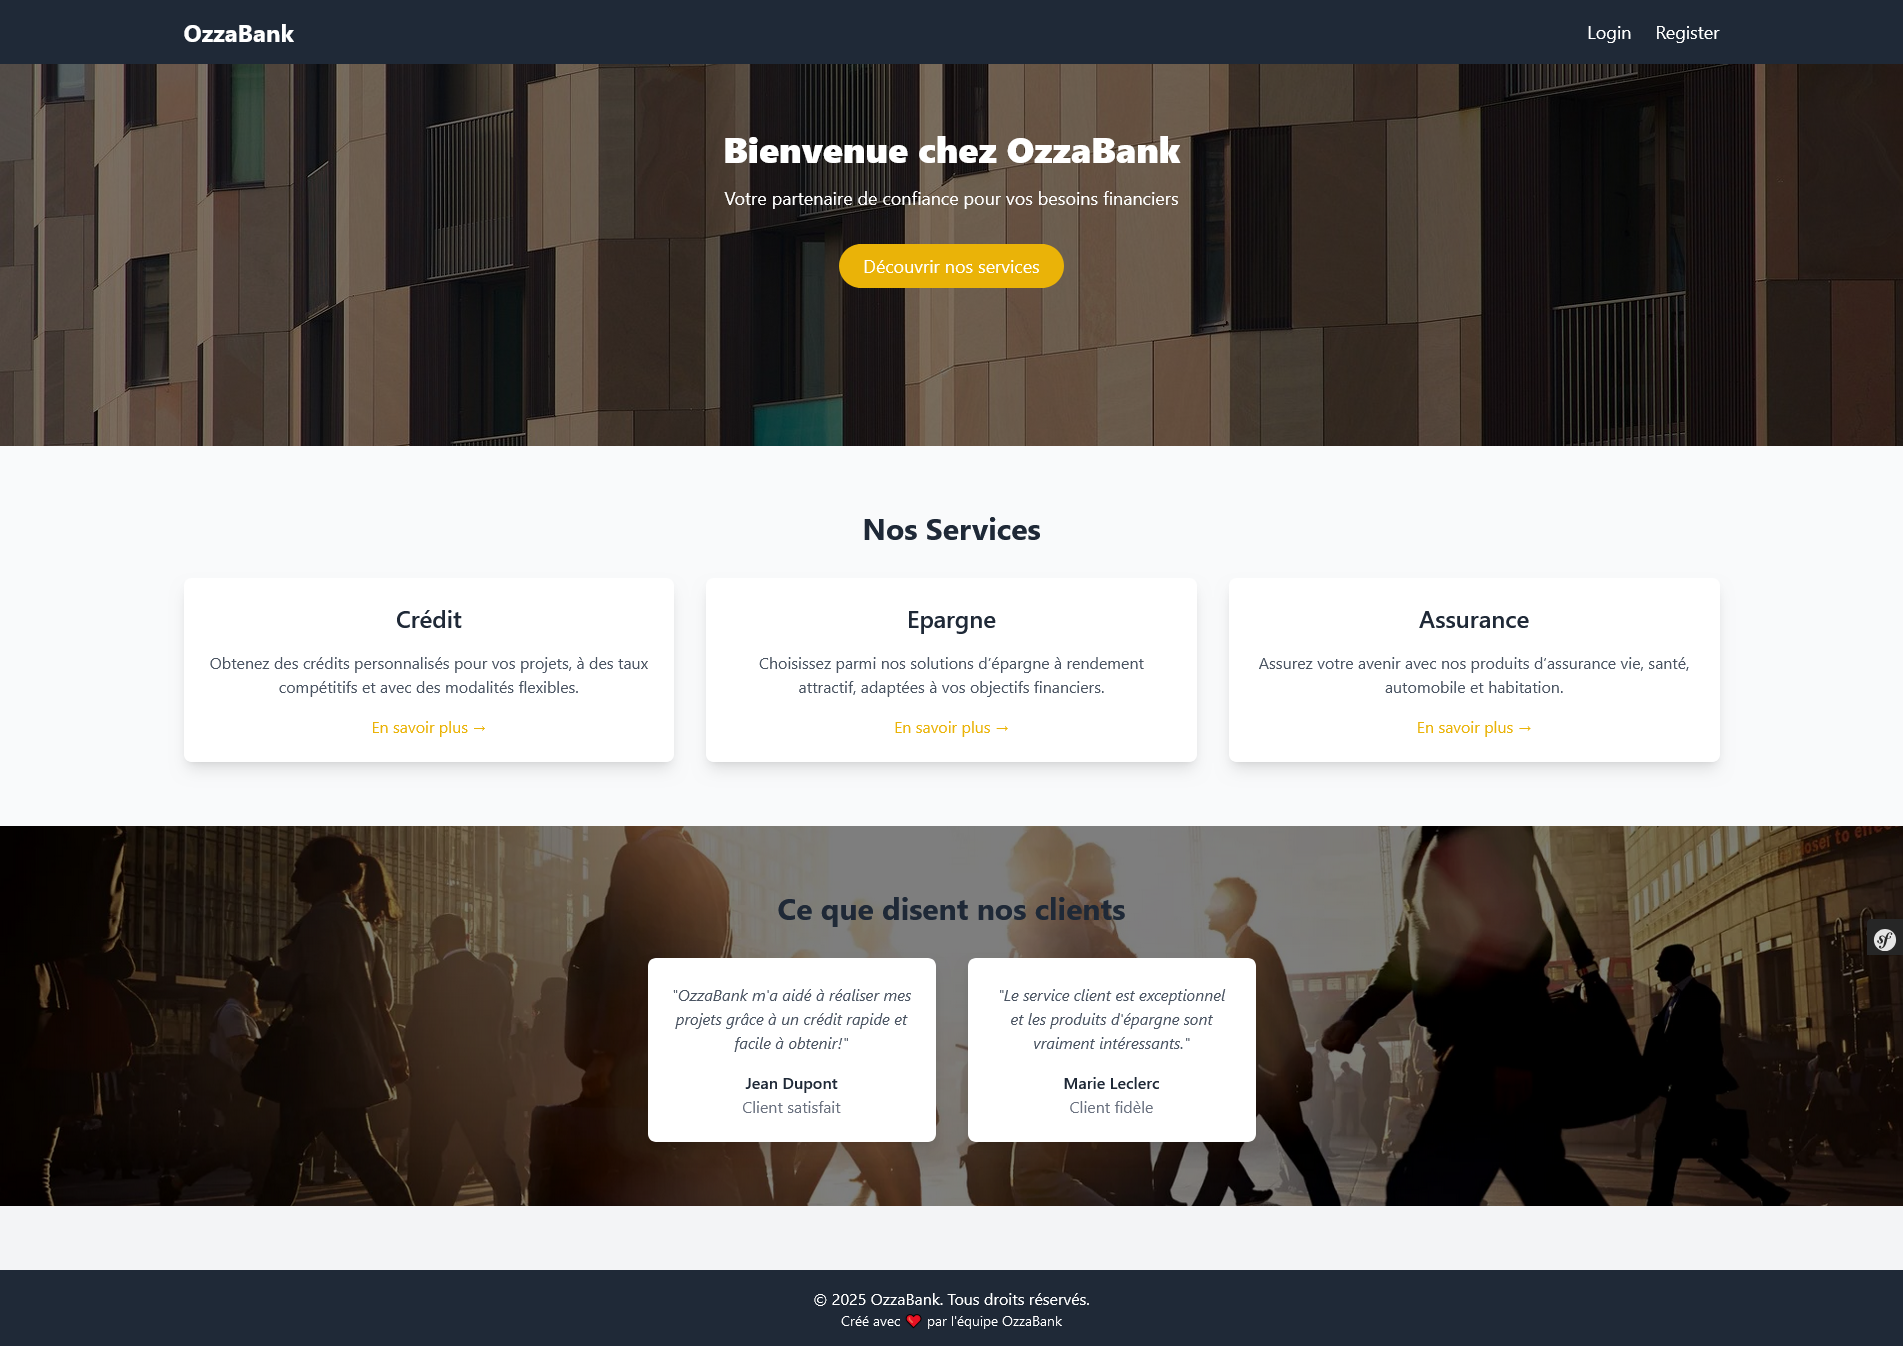 OzzaBank
Login
Register
Bienvenue chez OzzaBank
Votre partenaire de confiance pour vos besoins financiers
Découvrir nos services
Nos Services
Crédit
Obtenez des crédits personnalisés pour vos projets, à des taux
compétitifs et avec des modalités flexibles.
En savoir plus →
Epargne
Choisissez parmi nos solutions d’épargne à rendement
attractif, adaptées à vos objectifs financiers.
En savoir plus →
Assurance
Assurez votre avenir avec nos produits d’assurance vie, santé,
automobile et habitation.
En savoir plus →
Ce que disent nos clients
"OzzaBank m'a aidé à réaliser mes
projets grâce à un crédit rapide et
facile à obtenir!"
Jean Dupont
Client satisfait
"Le service client est exceptionnel
et les produits d'épargne sont
vraiment intéressants."
Marie Leclerc
Client fidèle
sf
© 2025 OzzaBank. Tous droits réservés.
Créé avec ❤️ par l'équipe OzzaBank